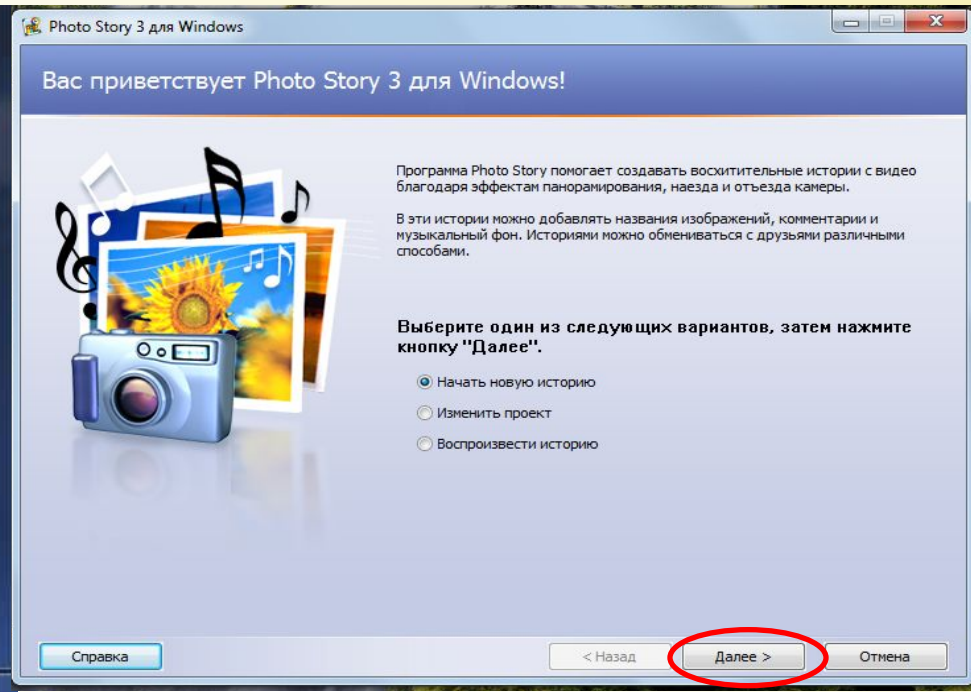 Photo Story 3 для Windows
Вас приветствует Photo Story 3 для Windows!
Программа Photo Story помогает создавать восхитительные истории с видео
благодаря эффектам панорамирования, наезда и отъезда камеры.
В эти истории можно добавлять названия изображений, комментарии и
музыкальный фон. Историями можно обмениваться с друзьями различными
способами.
Выберите один из следующих вариантов, затем нажмите
кнопку "Далее".
Начать новую историю
Изменить проект
Воспроизвести историю
Справка
< Назад
Далее >
Отмена